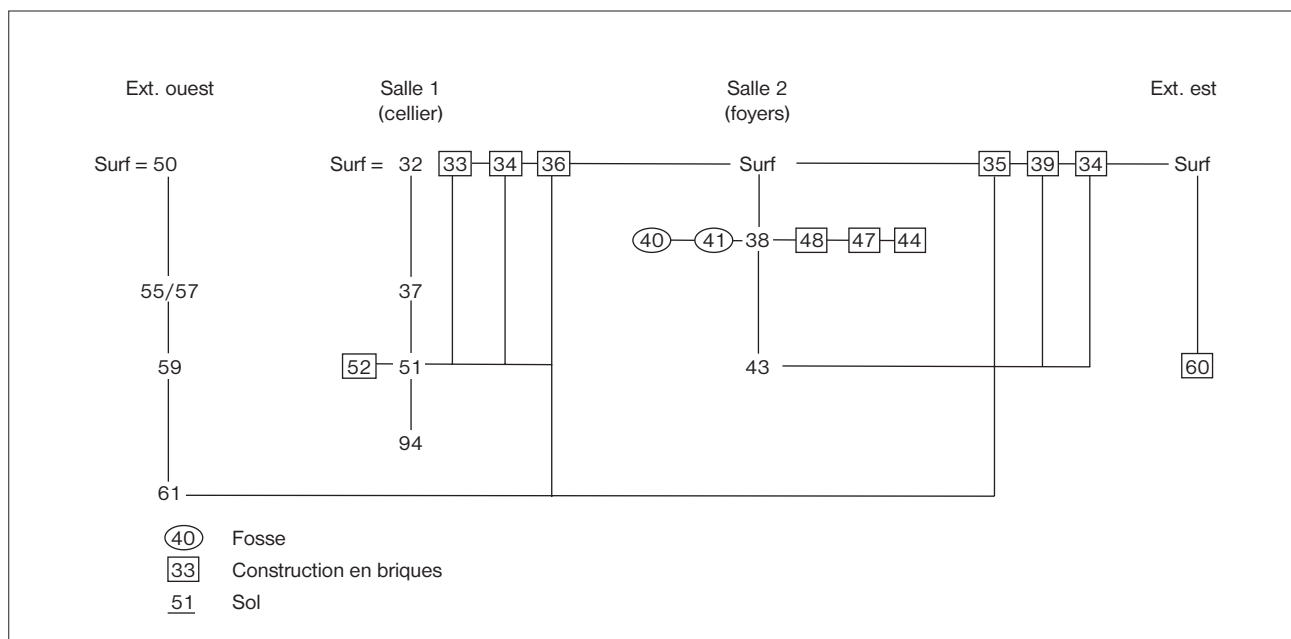 Ext. ouest Salle 1 Salle 2 Ext. est
(cellier) (foyers)
Surf = 50 Surf = 32 33 34 36 Surf 35 39 34 Surf
40 41 38 48 47 44
55/57 37
59 52 51 43 60
94
61
40 Fosse
33 Construction en briques
51 Sol